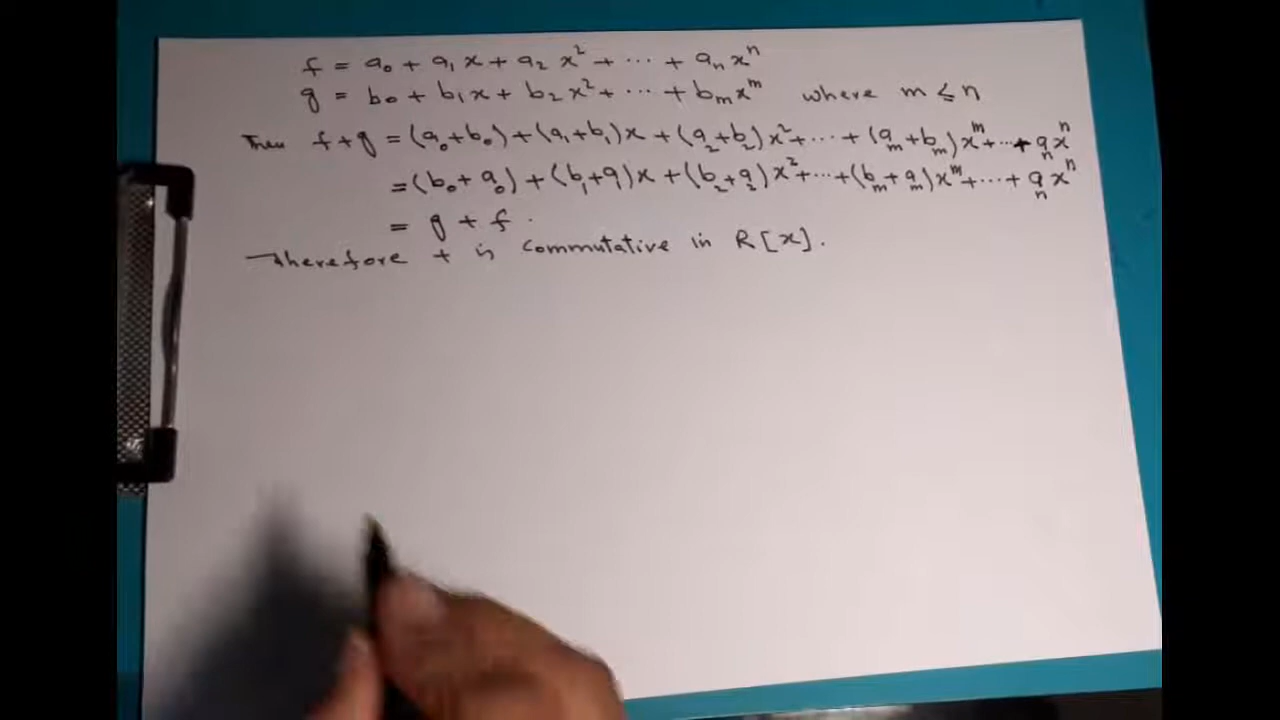 f = a₀ + a₁x + a₂x² + ··· + aₙxⁿ
g = b₀ + b₁x + b₂x² + ··· + bₘxᵐ where m ≤ n
Then f + g = (a₀+b₀) + (a₁+b₁)x + (a₂+b₂)x² + ··· + (aₘ+bₘ)xᵐ + ··· + aₙxⁿ
= (b₀+a₀) + (b₁+a₁)x + (b₂+a₂)x² + ··· + (bₘ+aₘ)xᵐ + ··· + aₙxⁿ
= g + f .
Therefore + is commutative in R[x].